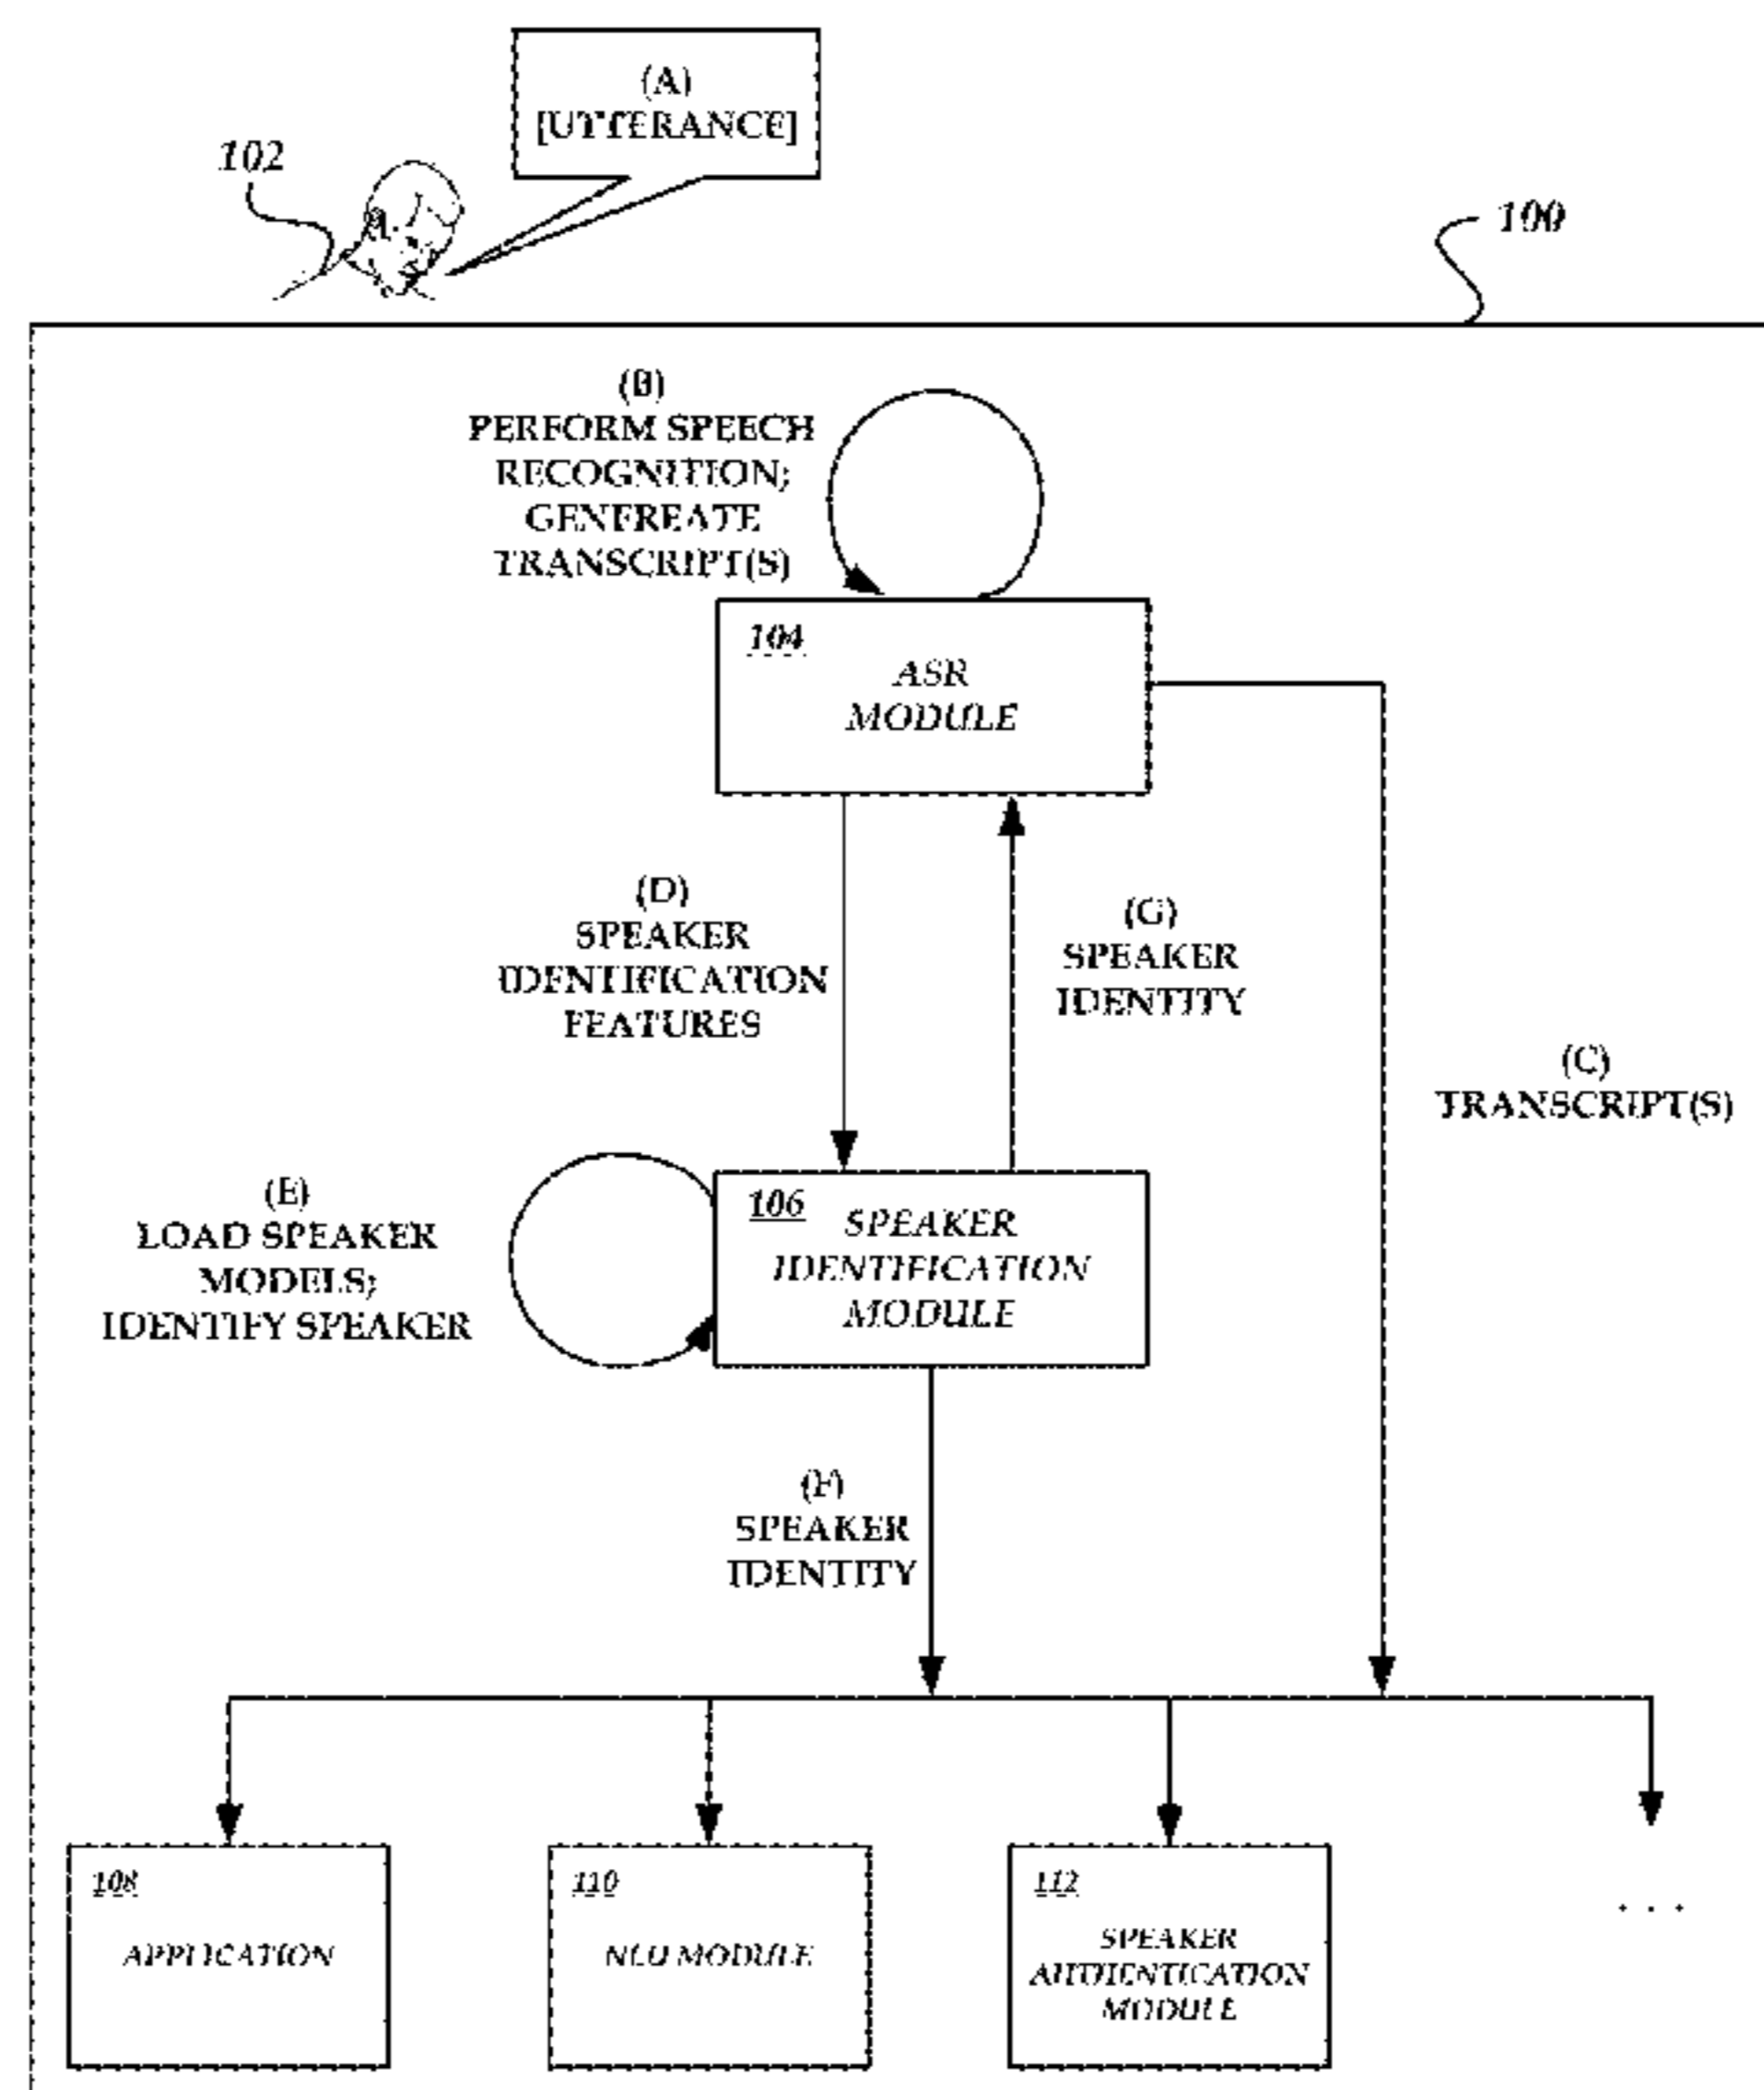 (A)
[UTTERANCE]
102
100
(B)
PERFORM SPEECH
RECOGNITION;
GENFREATE
TRANSCRIPT(S)
104
ASR
MODULE
(D)
SPEAKER
IDENTIFICATION
FEATURES
(G)
SPEAKER
IDENTITY
(C)
TRANSCRIPT(S)
(E)
LOAD SPEAKER
MODELS;
IDENTIFY SPEAKER
106
SPEAKER
IDENTIFICATION
MODULE
(F)
SPEAKER
IDENTITY
108
APPLICATION
110
NLU MODULE
112
SPEAKER
AUTHENTICATION
MODULE
. . .